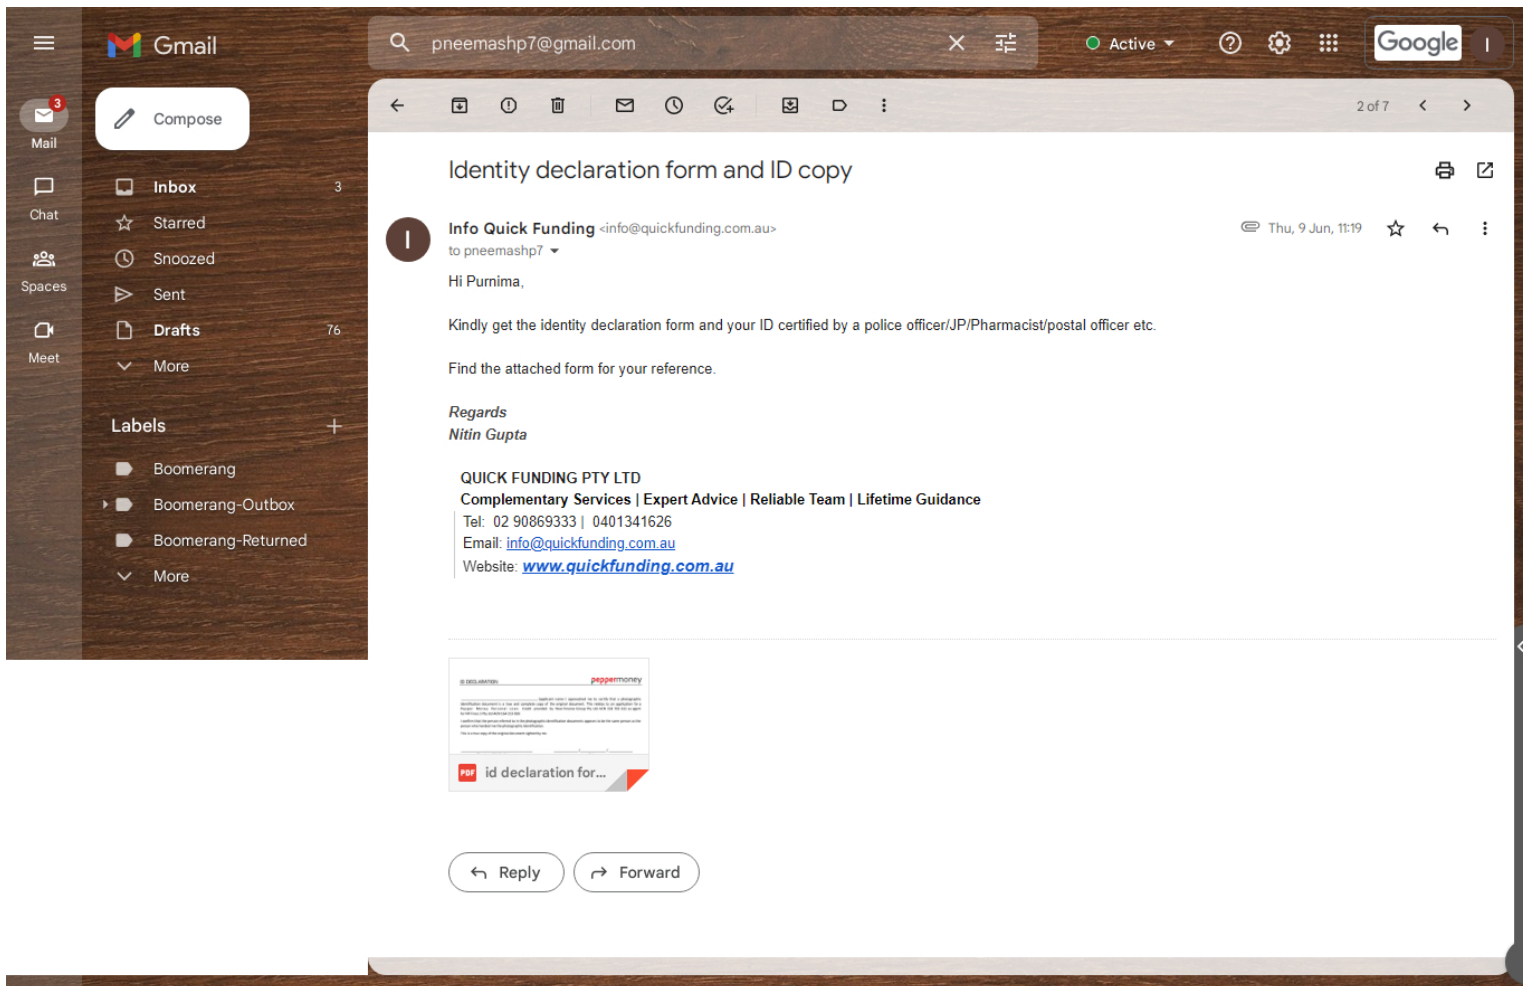 Gmail
pneemashp7@gmail.com
Active
Google
I
3
Mail
Chat
Spaces
Meet
Compose
Inbox 3
Starred
Snoozed
Sent
Drafts 76
More
Labels
Boomerang
Boomerang-Outbox
Boomerang-Returned
More
2 of 7
Identity declaration form and ID copy
I
Info Quick Funding <info@quickfunding.com.au>
Thu, 9 Jun, 11:19
to pneemashp7
Hi Purnima,
Kindly get the identity declaration form and your ID certified by a police officer/JP/Pharmacist/postal officer etc.
Find the attached form for your reference.
Regards
Nitin Gupta
QUICK FUNDING PTY LTD
Complementary Services | Expert Advice | Reliable Team | Lifetime Guidance
Tel: 02 90869333 | 0401341626
Email: info@quickfunding.com.au
Website: www.quickfunding.com.au
ID DECLARATION
peppermoney
PDF
id declaration for...
Reply
Forward